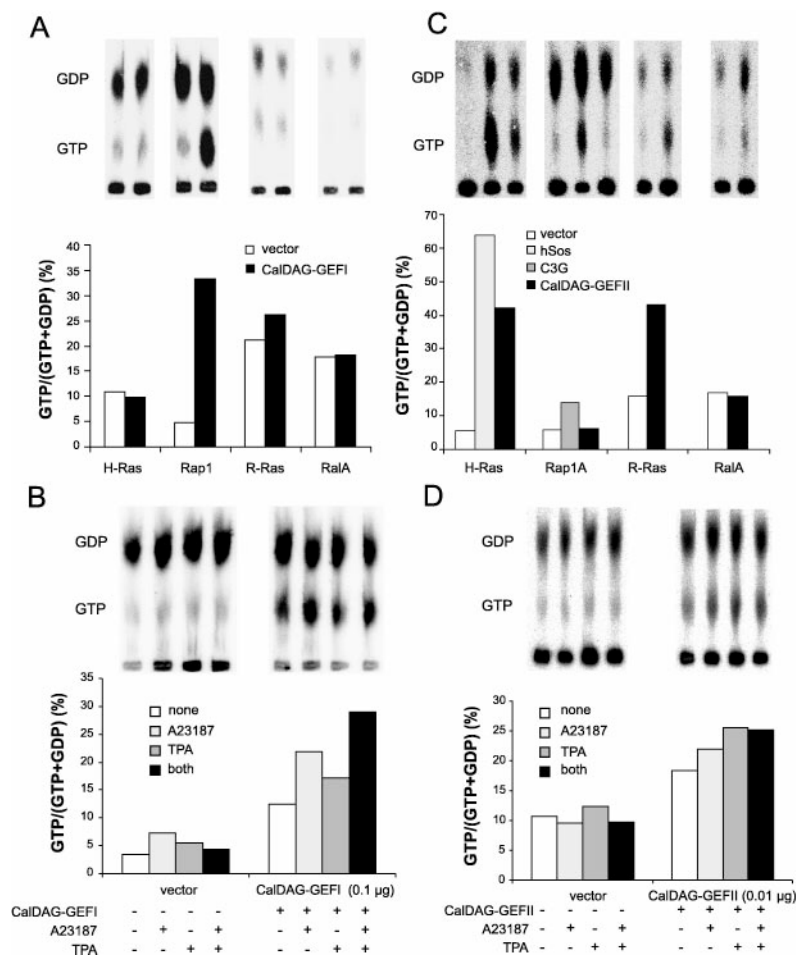 A
GDP
GTP
GTP/(GTP+GDP) (%)
40
35
30
25
20
15
10
5
0
vector
CalDAG-GEFI
H-Ras
Rap1
R-Ras
RalA
C
GDP
GTP
GTP/(GTP+GDP) (%)
70
60
50
40
30
20
10
0
vector
hSos
C3G
CalDAG-GEFII
H-Ras
Rap1A
R-Ras
RalA
B
GDP
GTP
GTP/(GTP+GDP) (%)
35
30
25
20
15
10
5
0
none
A23187
TPA
both
vector
CalDAG-GEFI (0.1 µg)
CalDAG-GEFI - - - - + + + +
A23187 - + - + - + - +
TPA - - + + - - + +
D
GDP
GTP
GTP/(GTP+GDP) (%)
30
25
20
15
10
5
0
none
A23187
TPA
both
vector
CalDAG-GEFII (0.01 µg)
CalDAG-GEFII - - - - + + + +
A23187 - + - + - + - +
TPA - - + + - - + +